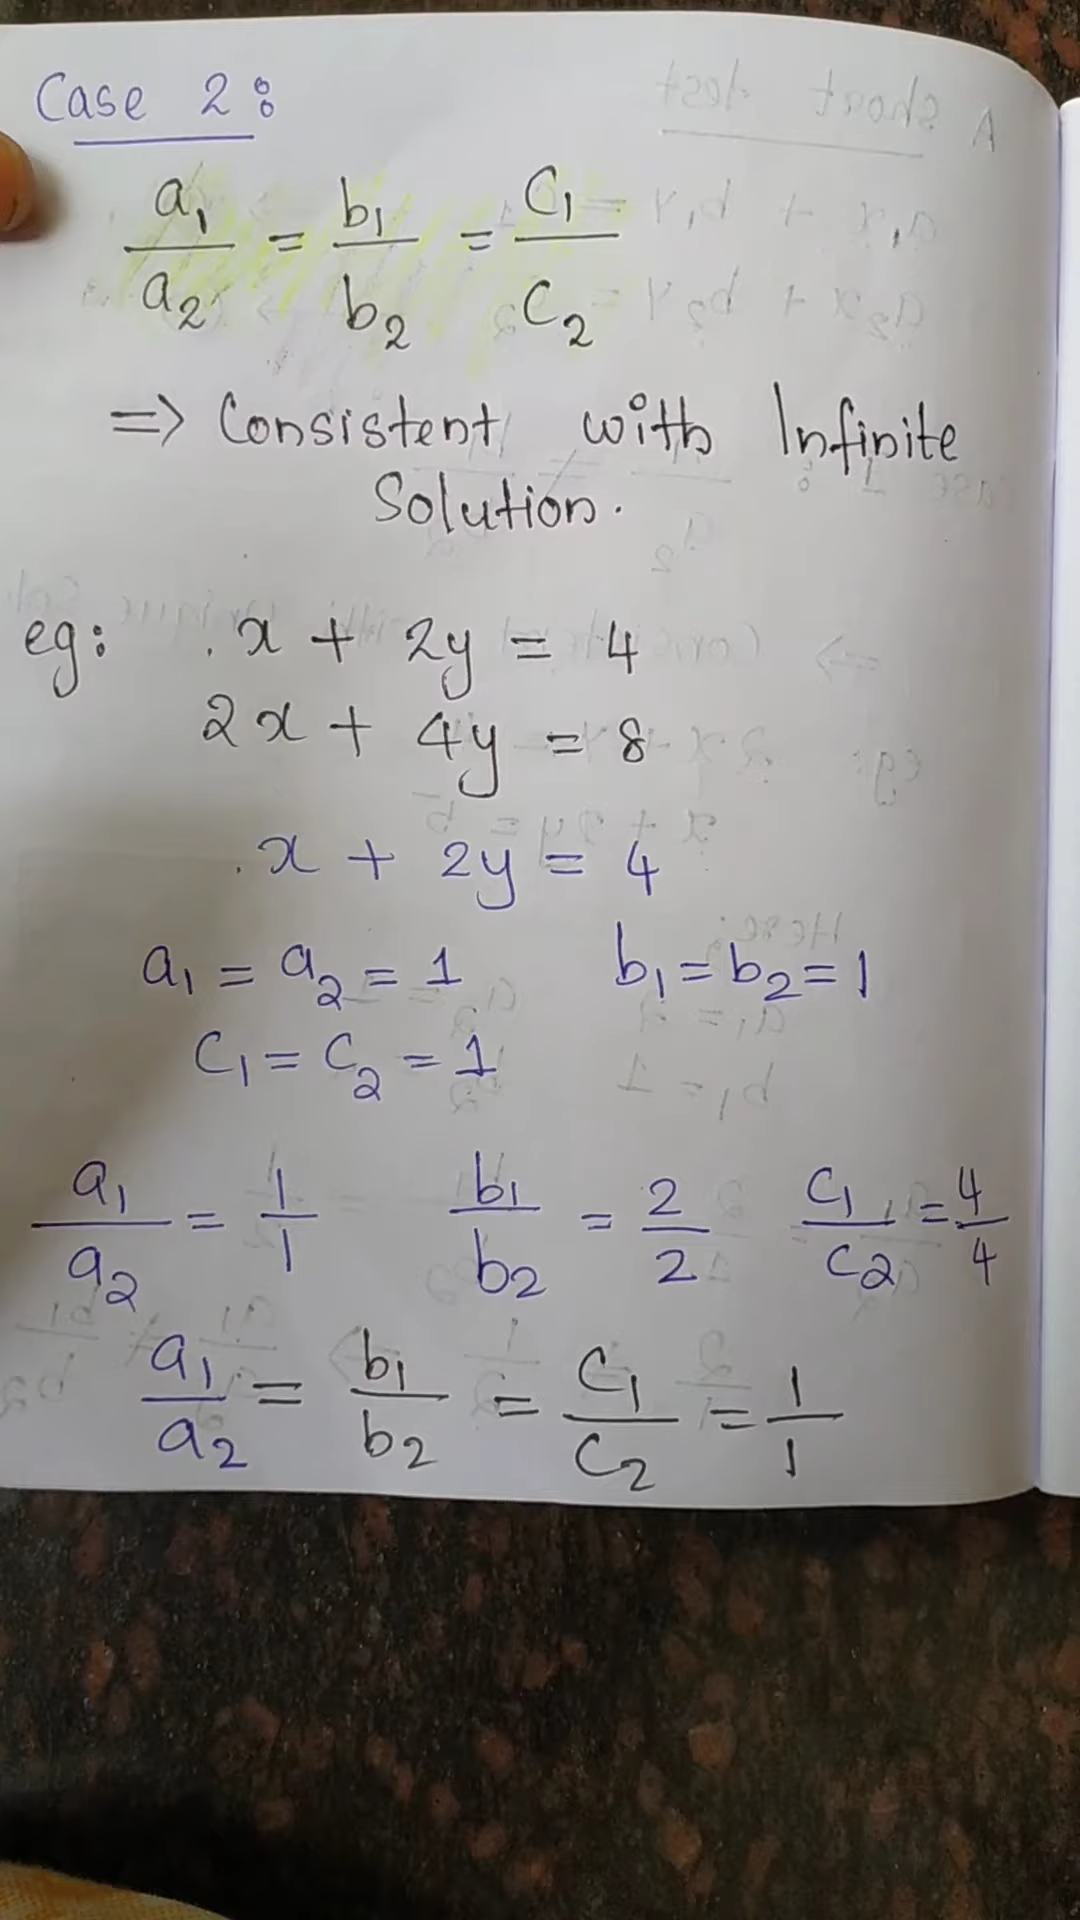 Case 2:
a₁/a₂ = b₁/b₂ = C₁/C₂
=> Consistent with Infinite
Solution.
eg: .x + 2y = 4
2x + 4y = 8
.x + 2y = 4
a₁ = a₂ = 1 b₁ = b₂ = 1
C₁ = C₂ = 1
a₁/a₂ = 1/1 b₁/b₂ = 2/2 C₁/C₂ = 4/4
a₁/a₂ = b₁/b₂ = C₁/C₂ = 1/1